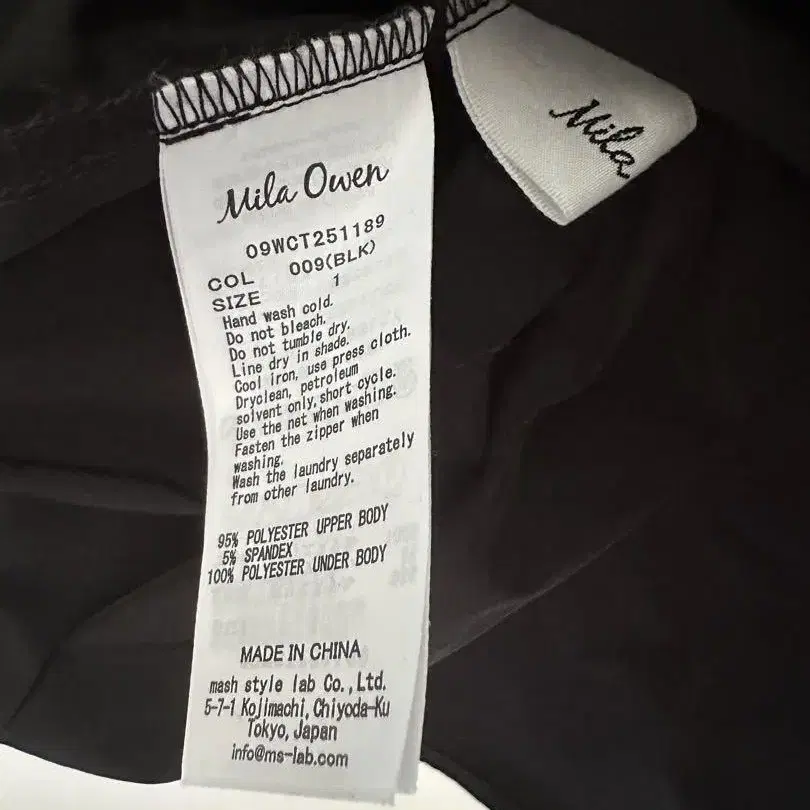 Mila Owen
09WCT251189
COL 009(BLK)
SIZE 1
Hand wash cold.
Do not bleach.
Do not tumble dry.
Line dry in shade.
Cool iron, use press cloth.
Dryclean, petroleum
solvent only, short cycle.
Use the net when washing.
Fasten the zipper when
washing.
Wash the laundry separately
from other laundry.
95% POLYESTER UPPER BODY
5% SPANDEX
100% POLYESTER UNDER BODY
MADE IN CHINA
mash style lab Co.,Ltd.
5-7-1 Kojimachi, Chiyoda-Ku
Tokyo, Japan
info@ms-lab.com
Mila